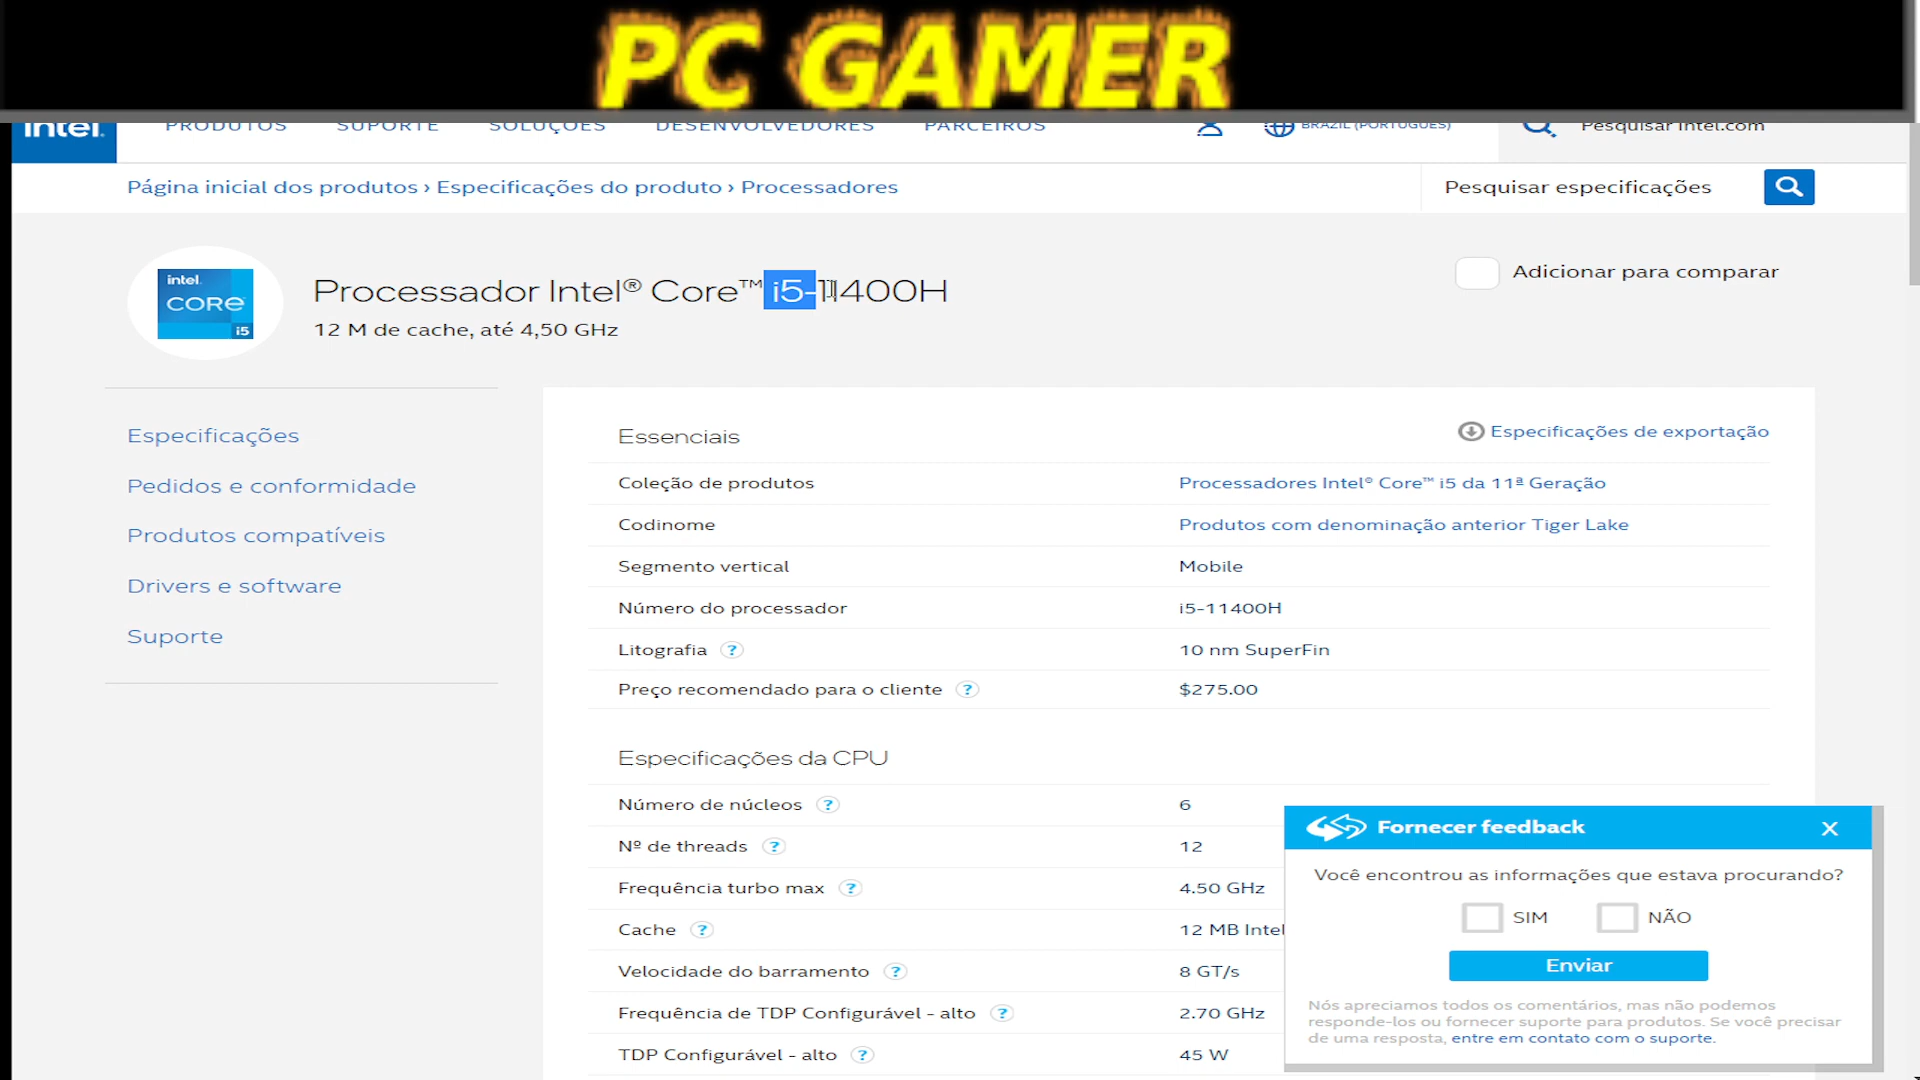 PC GAMER
intel.
PRODUTOS SUPORTE SOLUÇÕES DESENVOLVEDORES PARCEIROS BRAZIL (PORTUGUÊS) Pesquisar Intel.com
Página inicial dos produtos › Especificações do produto › Processadores Pesquisar especificações
intel.
CORE
i5
Processador Intel® Core™ i5-11400H
12 M de cache, até 4,50 GHz
Adicionar para comparar
Especificações
Pedidos e conformidade
Produtos compatíveis
Drivers e software
Suporte
Essenciais Especificações de exportação
Coleção de produtos Processadores Intel® Core™ i5 da 11ª Geração
Codinome Produtos com denominação anterior Tiger Lake
Segmento vertical Mobile
Número do processador i5-11400H
Litografia ? 10 nm SuperFin
Preço recomendado para o cliente ? $275.00
Especificações da CPU
Número de núcleos ? 6
Nº de threads ? 12
Frequência turbo max ? 4.50 GHz
Cache ? 12 MB Intel
Velocidade do barramento ? 8 GT/s
Frequência de TDP Configurável - alto ? 2.70 GHz
TDP Configurável - alto ? 45 W
Fornecer feedback X
Você encontrou as informações que estava procurando?
SIM NÃO
Enviar
Nós apreciamos todos os comentários, mas não podemos
responde-los ou fornecer suporte para produtos. Se você precisar
de uma resposta, entre em contato com o suporte.